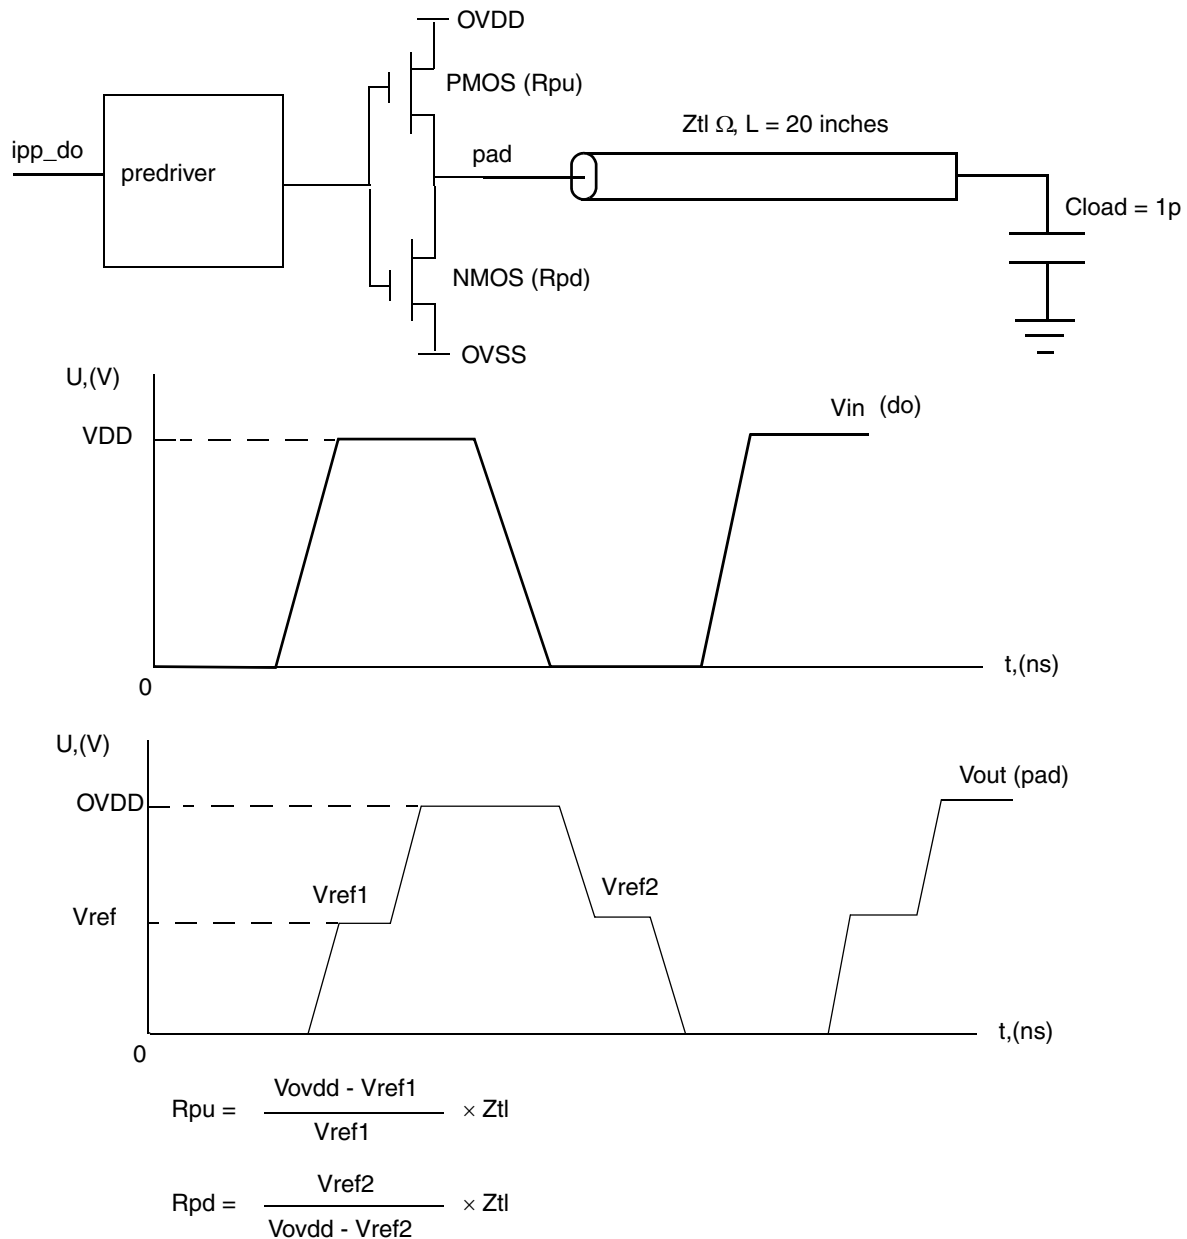 OVDD
PMOS (Rpu)
Ztl Ω, L = 20 inches
ipp_do
predriver
pad
Cload = 1p
NMOS (Rpd)
OVSS
U,(V)
Vin (do)
VDD
t,(ns)
0
U,(V)
Vout (pad)
OVDD
Vref1
Vref2
Vref
t,(ns)
0
Vovdd - Vref1
Rpu = × Ztl
Vref1
Vref2
Rpd = × Ztl
Vovdd - Vref2